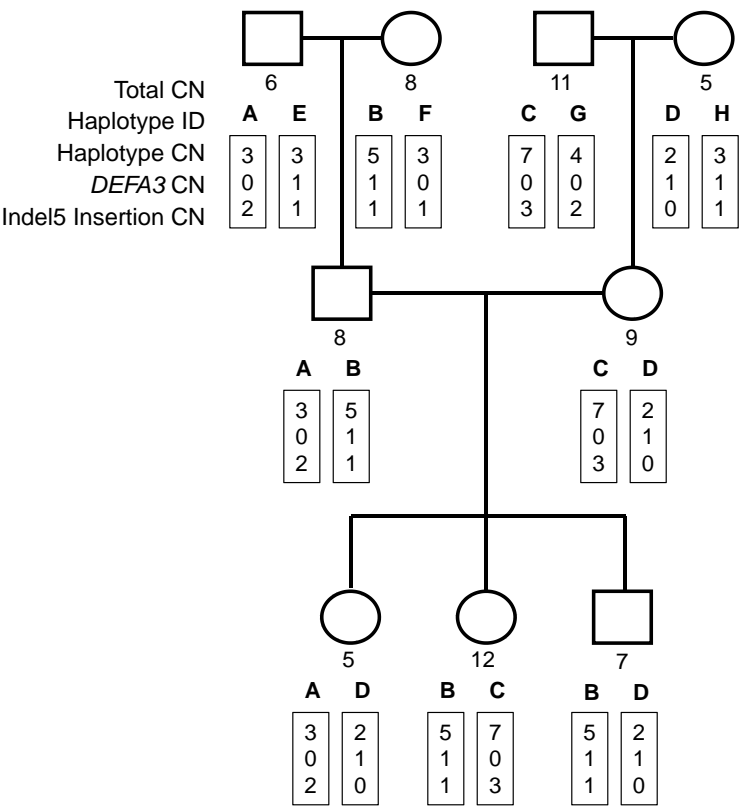 Total CN 6 8 11 5
Haplotype ID A E B F C G D H
Haplotype CN 3 3 5 3 7 4 2 3
DEFA3 CN 0 1 1 0 0 0 1 1
Indel5 Insertion CN 2 1 1 1 3 2 0 1
8 9
A B C D
3 5 7 2
0 1 0 1
2 1 3 0
5 12 7
A D B C B D
3 2 5 7 5 2
0 1 1 0 1 1
2 0 1 3 1 0